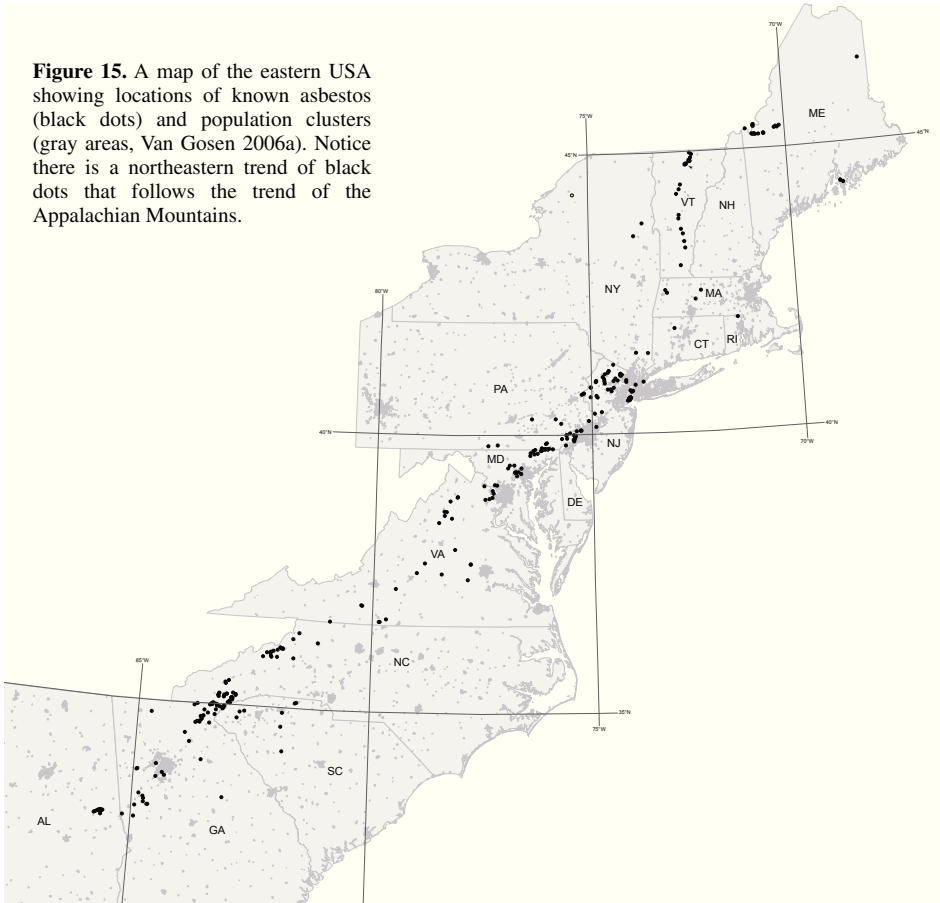 Figure 15. A map of the eastern USA
showing locations of known asbestos
(black dots) and population clusters
(gray areas, Van Gosen 2006a). Notice
there is a northeastern trend of black
dots that follows the trend of the
Appalachian Mountains.
70°W
ME
75°W
45°N
45°N
VT
NH
80°W
NY
MA
CT
RI
PA
40°N
40°N
70°W
NJ
MD
DE
VA
85°W
NC
35°N
75°W
SC
AL
GA